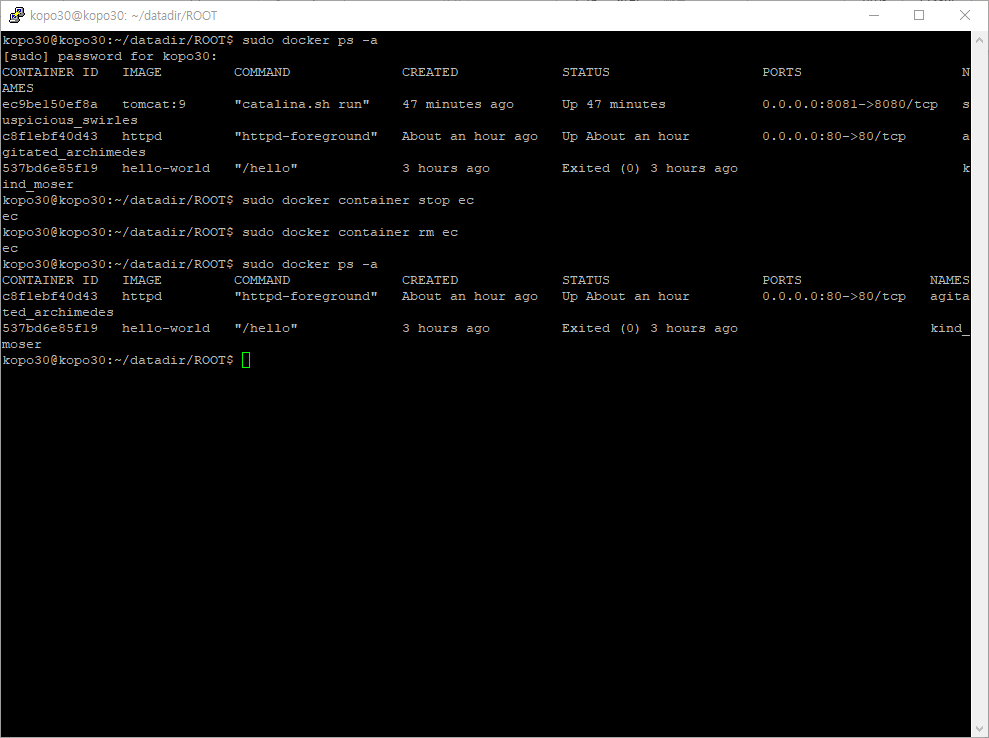 kopo30@kopo30: ~/datadir/ROOT
kopo30@kopo30:~/datadir/ROOT$ sudo docker ps -a
[sudo] password for kopo30:
CONTAINER ID   IMAGE         COMMAND              CREATED             STATUS                   PORTS                    N
AMES
ec9be150ef8a   tomcat:9      "catalina.sh run"    47 minutes ago      Up 47 minutes            0.0.0.0:8081->8080/tcp   s
uspicious_swirles
c8f1ebf40d43   httpd         "httpd-foreground"   About an hour ago   Up About an hour         0.0.0.0:80->80/tcp       a
gitated_archimedes
537bd6e85f19   hello-world   "/hello"             3 hours ago         Exited (0) 3 hours ago                            k
ind_moser
kopo30@kopo30:~/datadir/ROOT$ sudo docker container stop ec
ec
kopo30@kopo30:~/datadir/ROOT$ sudo docker container rm ec
ec
kopo30@kopo30:~/datadir/ROOT$ sudo docker ps -a
CONTAINER ID   IMAGE         COMMAND              CREATED             STATUS                   PORTS                NAMES
c8f1ebf40d43   httpd         "httpd-foreground"   About an hour ago   Up About an hour         0.0.0.0:80->80/tcp   agita
ted_archimedes
537bd6e85f19   hello-world   "/hello"             3 hours ago         Exited (0) 3 hours ago                        kind_
moser
kopo30@kopo30:~/datadir/ROOT$